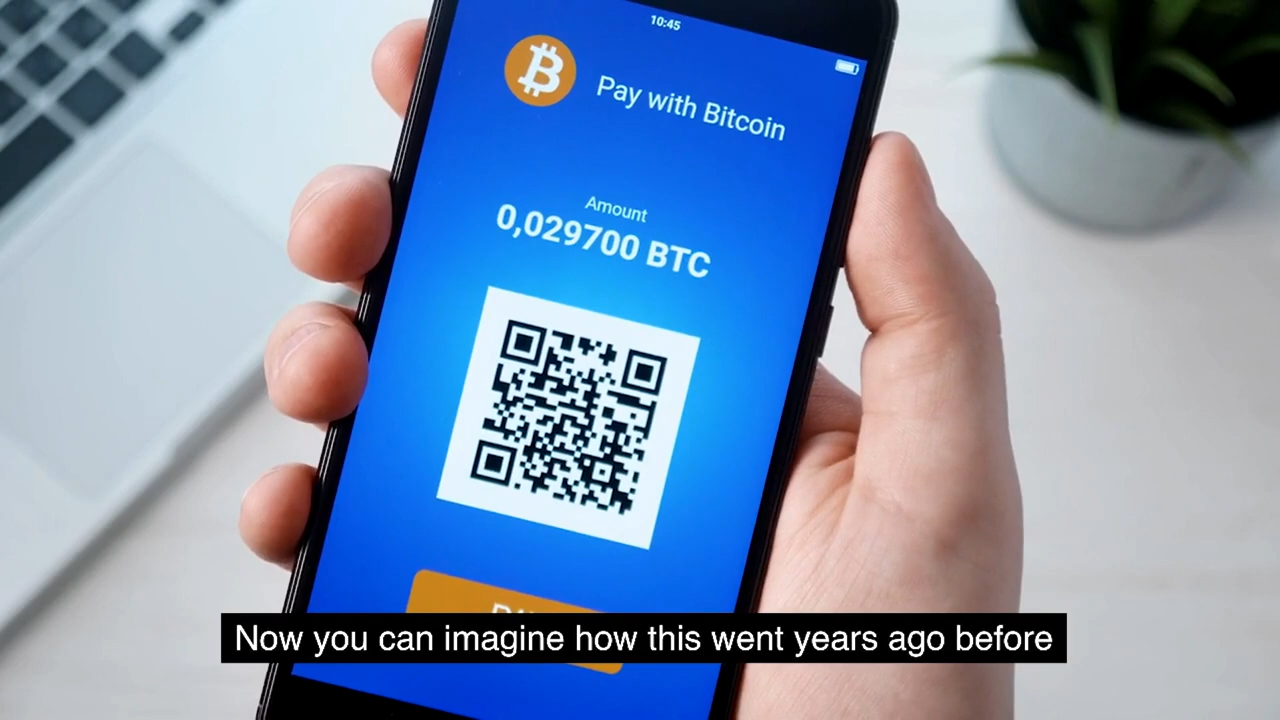 10:45
Pay with Bitcoin
Amount
0,029700 BTC
Now you can imagine how this went years ago before